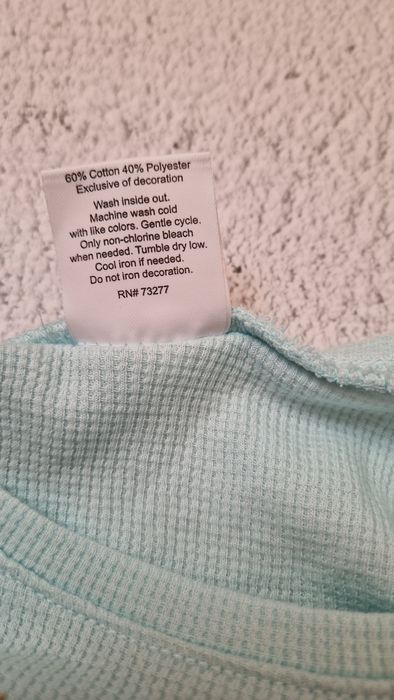 60% Cotton 40% Polyester
Exclusive of decoration
Wash inside out.
Machine wash cold
with like colors. Gentle cycle.
Only non-chlorine bleach
when needed. Tumble dry low.
Cool iron if needed.
Do not iron decoration.
RN# 73277